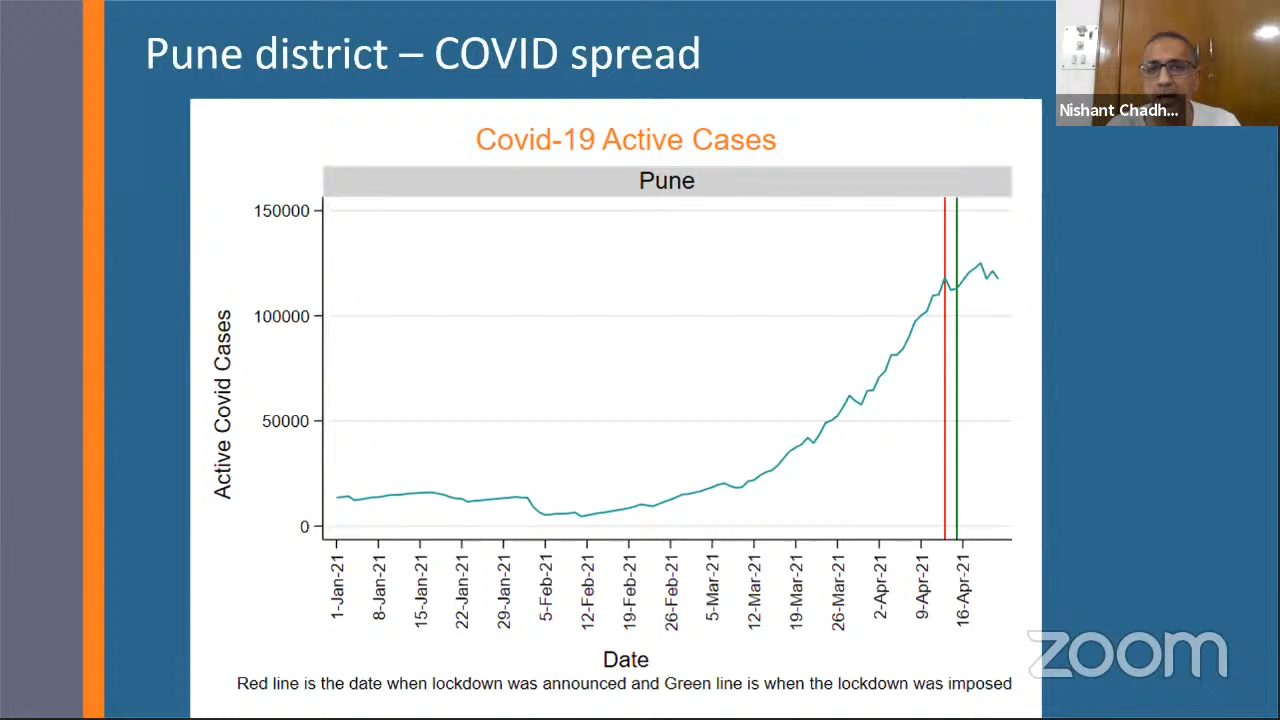 Pune district – COVID spread
Nishant Chadh...
Covid-19 Active Cases
Pune
150000
100000
50000
0
Active Covid Cases
1-Jan-21
8-Jan-21
15-Jan-21
22-Jan-21
29-Jan-21
5-Feb-21
12-Feb-21
19-Feb-21
26-Feb-21
5-Mar-21
12-Mar-21
19-Mar-21
26-Mar-21
2-Apr-21
9-Apr-21
16-Apr-21
Date
Red line is the date when lockdown was announced and Green line is when the lockdown was imposed
zoom